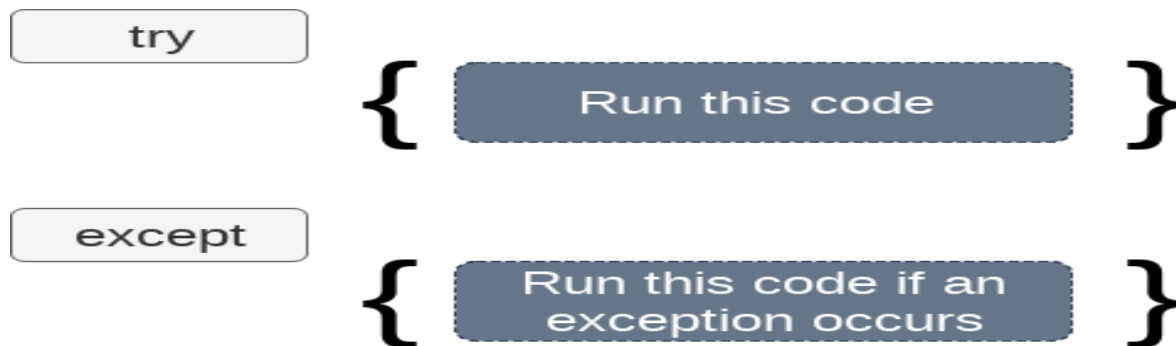 try
{ Run this code }
except
{ Run this code if an
exception occurs }